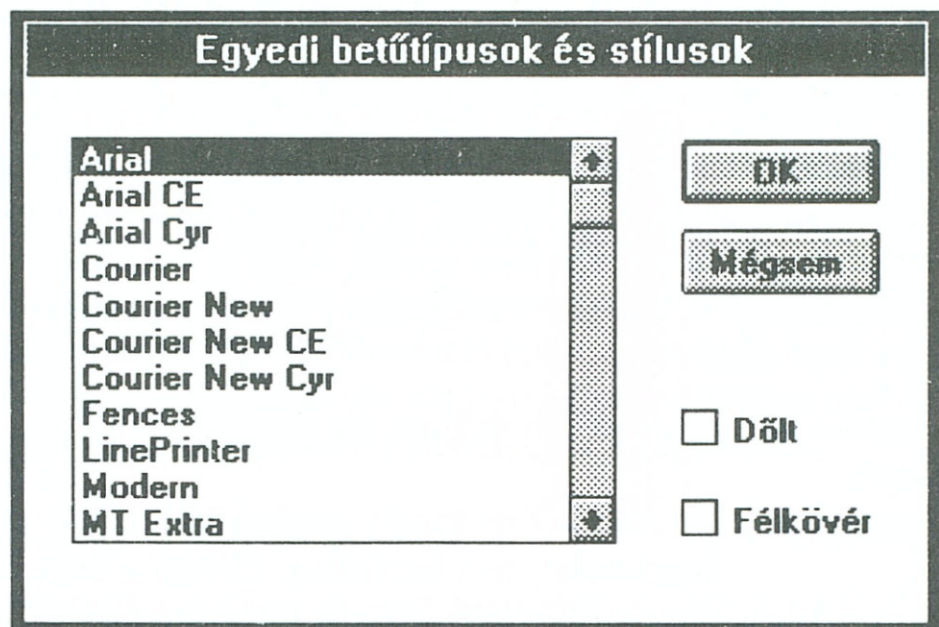 Egyedi betűtípusok és stílusok
Arial
Arial CE
Arial Cyr
Courier
Courier New
Courier New CE
Courier New Cyr
Fences
LinePrinter
Modern
MT Extra
OK
Mégsem
Dőlt
Félkövér